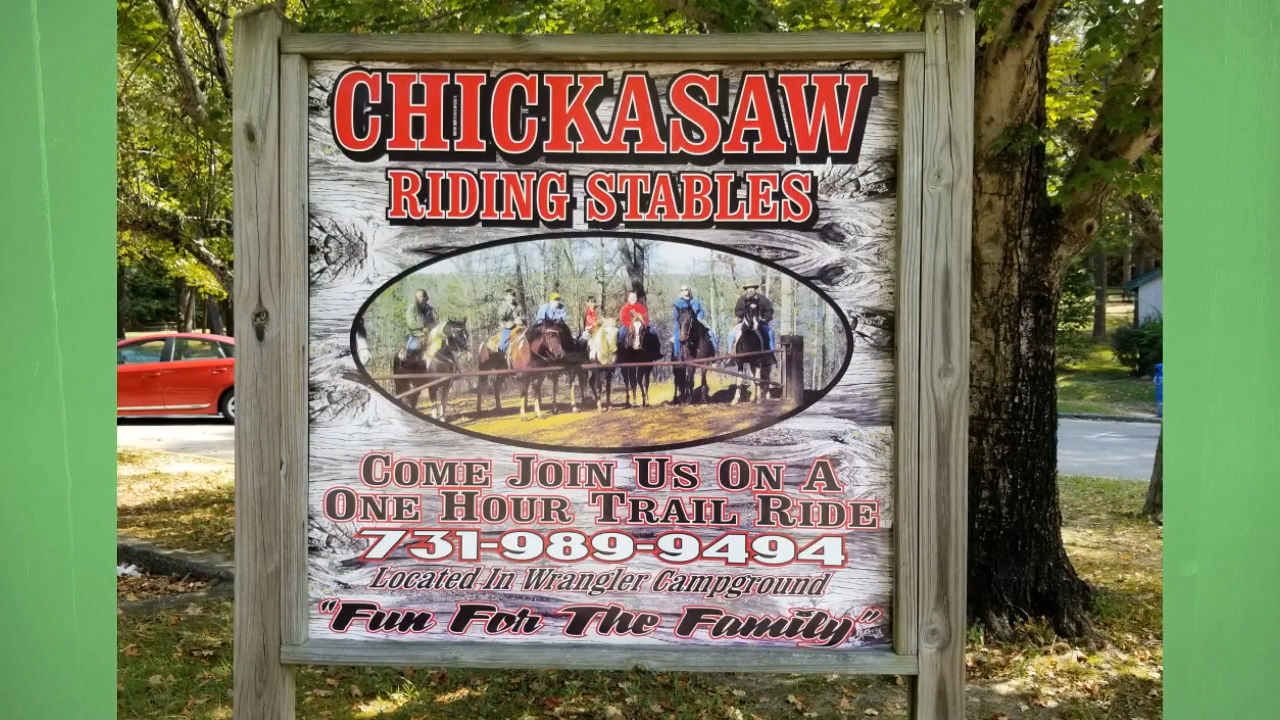 CHICKASAW
RIDING STABLES
COME JOIN US ON A
ONE HOUR TRAIL RIDE
731-989-9494
Located In Wrangler Campground
"Fun For The Family"